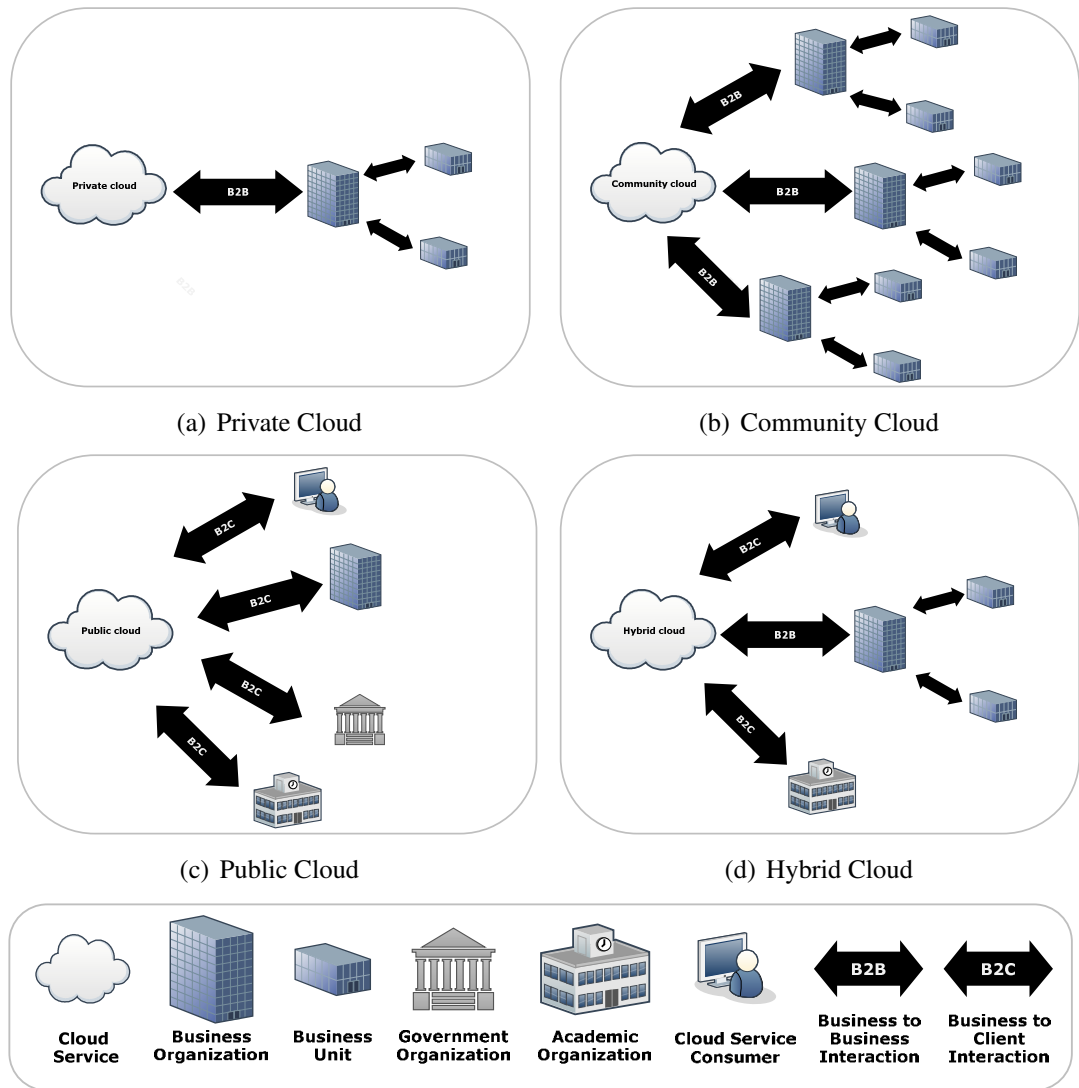 Private cloud
B2B
B2B
B2B
Community cloud
B2B
B2B
(a) Private Cloud
(b) Community Cloud
B2C
B2C
Public cloud
B2C
B2C
B2C
Hybrid cloud
B2B
B2C
(c) Public Cloud
(d) Hybrid Cloud
Cloud
Service
Business
Organization
Business
Unit
Government
Organization
Academic
Organization
Cloud Service
Consumer
B2B
Business to
Business
Interaction
B2C
Business to
Client
Interaction